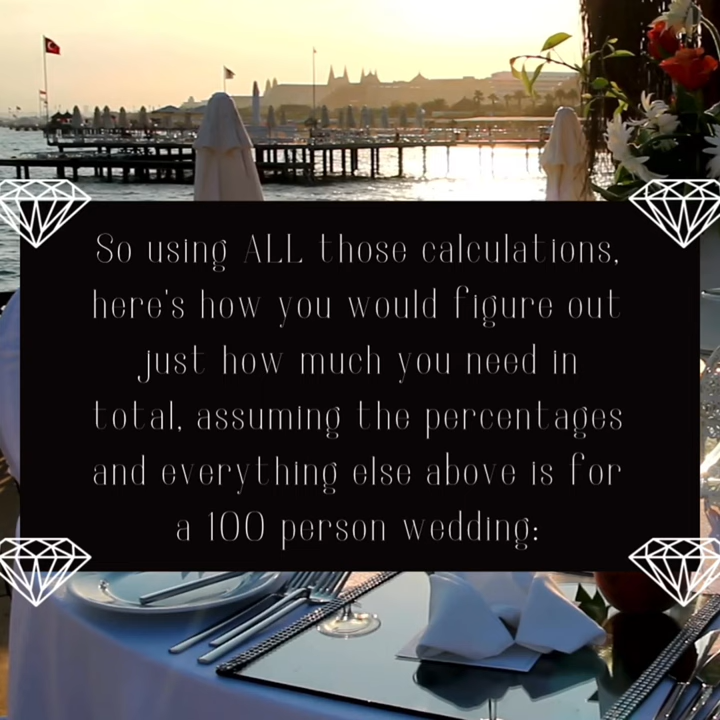 So using ALL those calculations,
here's how you would figure out
just how much you need in
total, assuming the percentages
and everything else above is for
a 100 person wedding: